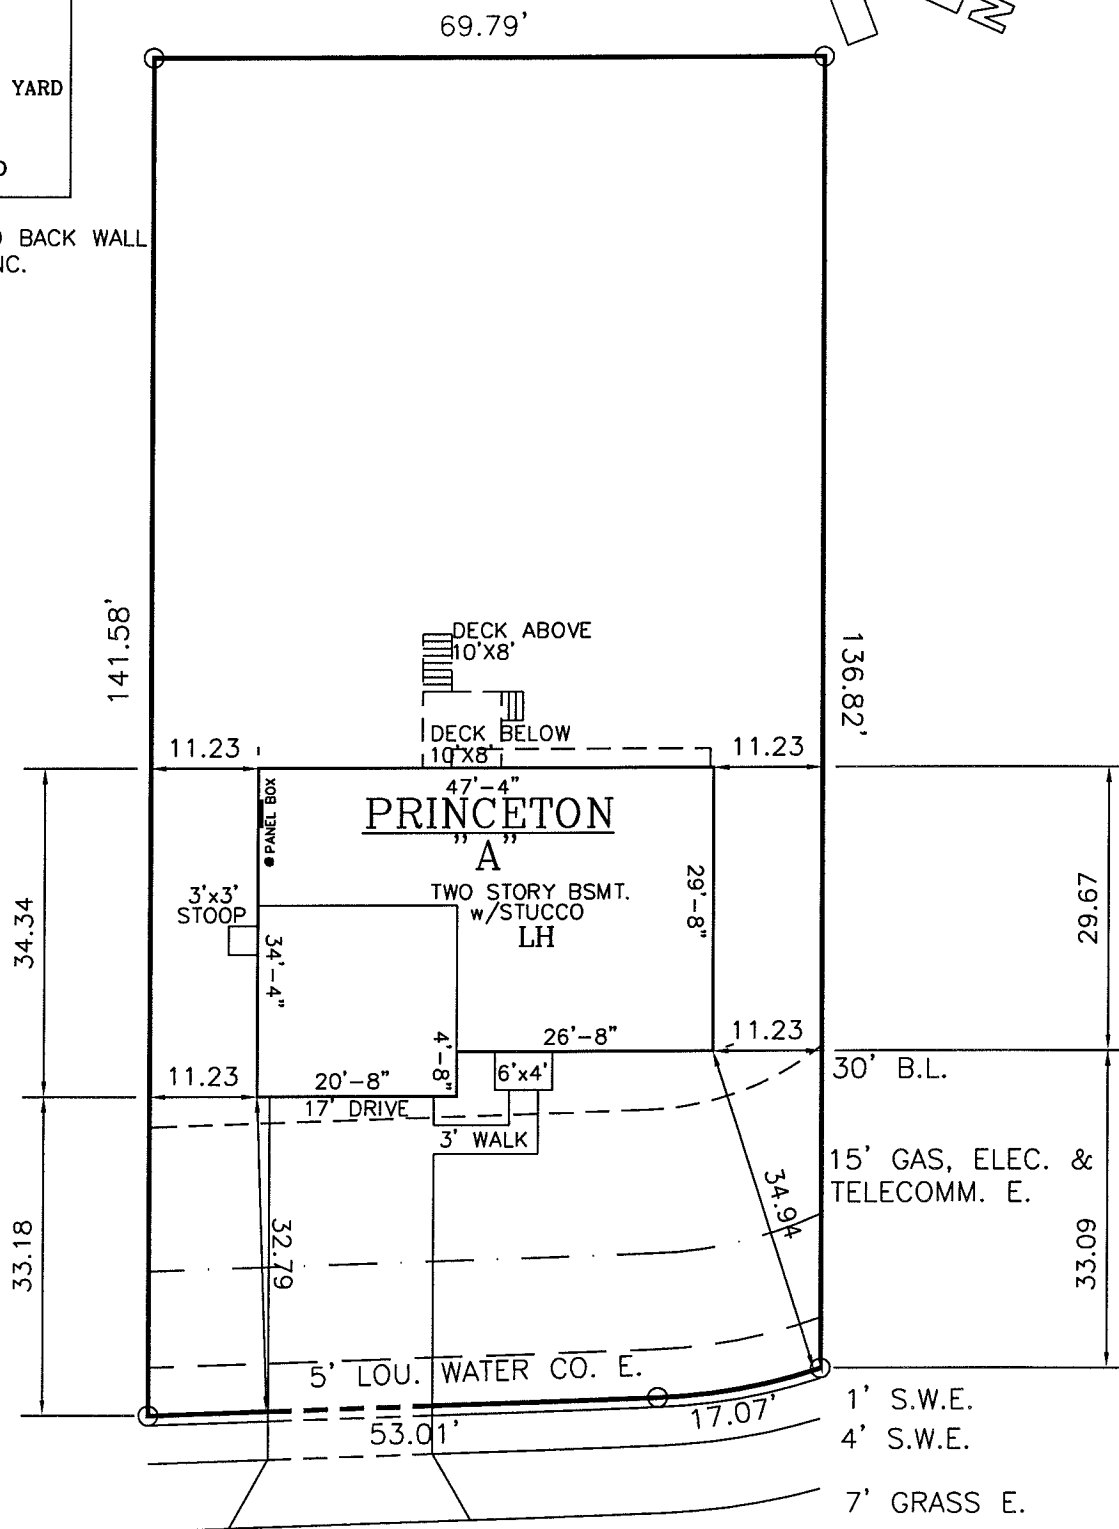 69.79'
N
YARD
BACK WALL
NC.
141.58'
136.82'
DECK ABOVE
10'X8'
DECK BELOW
10'X8'
11.23
11.23
47'-4"
PRINCETON
"A"
TWO STORY BSMT.
w/STUCCO
LH
PANEL BOX
3'x3'
STOOP
34'-4"
29'-8"
34.34
29.67
4'-8"
26'-8"
11.23
11.23
20'-8"
6'x4'
17' DRIVE
3' WALK
30' B.L.
15' GAS, ELEC. &
TELECOMM. E.
33.18
32.79
34.94
33.09
5' LOU. WATER CO. E.
53.01'
17.07'
1' S.W.E.
4' S.W.E.
7' GRASS E.